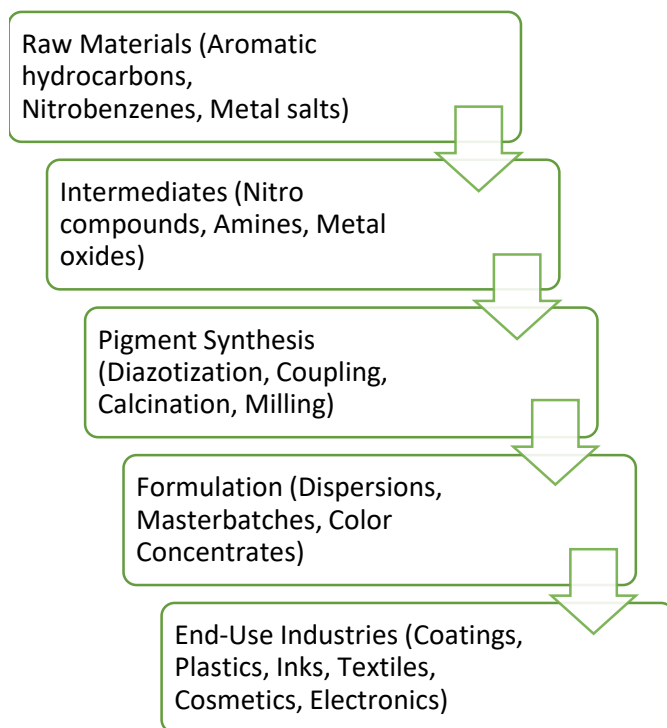 Raw Materials (Aromatic
hydrocarbons,
Nitrobenzenes, Metal salts)
Intermediates (Nitro
compounds, Amines, Metal
oxides)
Pigment Synthesis
(Diazotization, Coupling,
Calcination, Milling)
Formulation (Dispersions,
Masterbatches, Color
Concentrates)
End-Use Industries (Coatings,
Plastics, Inks, Textiles,
Cosmetics, Electronics)